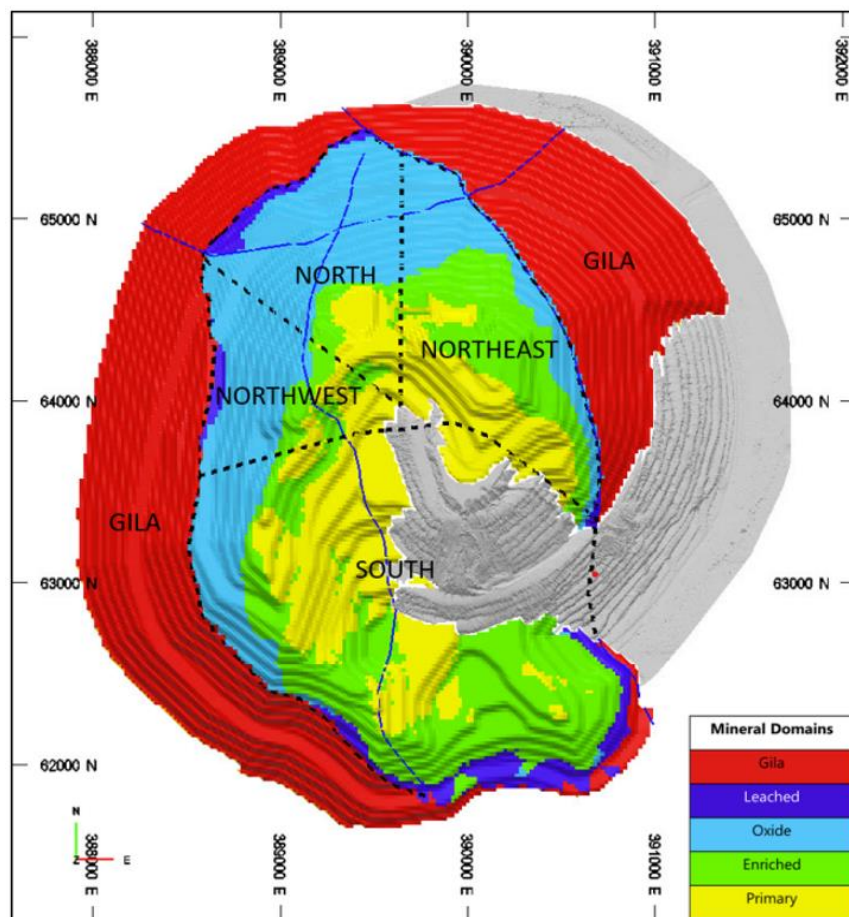 388000 E
389000 E
390000 E
391000 E
392000 E
65000 N
65000 N
GILA
NORTH
NORTHEAST
64000 N
NORTHWEST
64000 N
GILA
SOUTH
63000 N
63000 N
62000 N
62000 N
N
Z
E
388000 E
389000 E
390000 E
391000 E
Mineral Domains
Gila
Leached
Oxide
Enriched
Primary